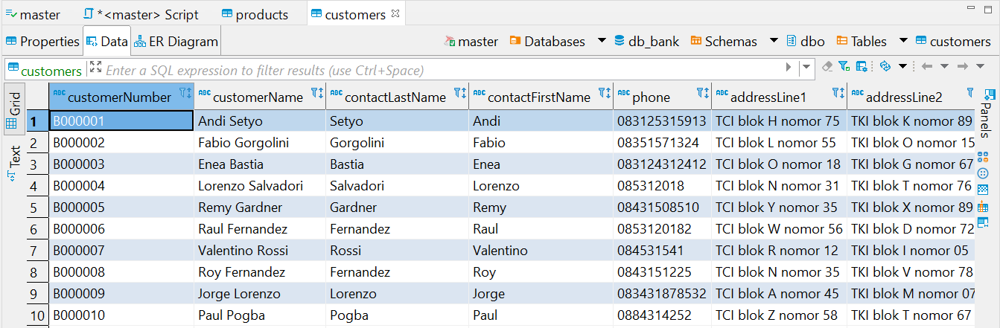 master *<master> Script products customers
Properties Data ER Diagram master Databases db_bank Schemas dbo Tables customers
customers Enter a SQL expression to filter results (use Ctrl+Space)
Grid
Text
Panels
ABC customerNumber ABC customerName ABC contactLastName ABC contactFirstName ABC phone ABC addressLine1 ABC addressLine2
1 B000001 Andi Setyo Setyo Andi 083125315913 TCI blok H nomor 75 TKI blok K nomor 89
2 B000002 Fabio Gorgolini Gorgolini Fabio 08351571324 TCI blok L nomor 55 TKI blok O nomor 15
3 B000003 Enea Bastia Bastia Enea 083124312412 TCI blok O nomor 18 TKI blok G nomor 67
4 B000004 Lorenzo Salvadori Salvadori Lorenzo 085312018 TCI blok N nomor 31 TKI blok T nomor 76
5 B000005 Remy Gardner Gardner Remy 08431508510 TCI blok Y nomor 35 TKI blok X nomor 89
6 B000006 Raul Fernandez Fernandez Raul 0853120182 TCI blok W nomor 56 TKI blok D nomor 72
7 B000007 Valentino Rossi Rossi Valentino 084531541 TCI blok R nomor 12 TKI blok I nomor 05
8 B000008 Roy Fernandez Fernandez Roy 0843151225 TCI blok N nomor 35 TKI blok V nomor 78
9 B000009 Jorge Lorenzo Lorenzo Jorge 083431878532 TCI blok A nomor 45 TKI blok M nomor 07
10 B000010 Paul Pogba Pogba Paul 0884314252 TCI blok Z nomor 58 TKI blok T nomor 67